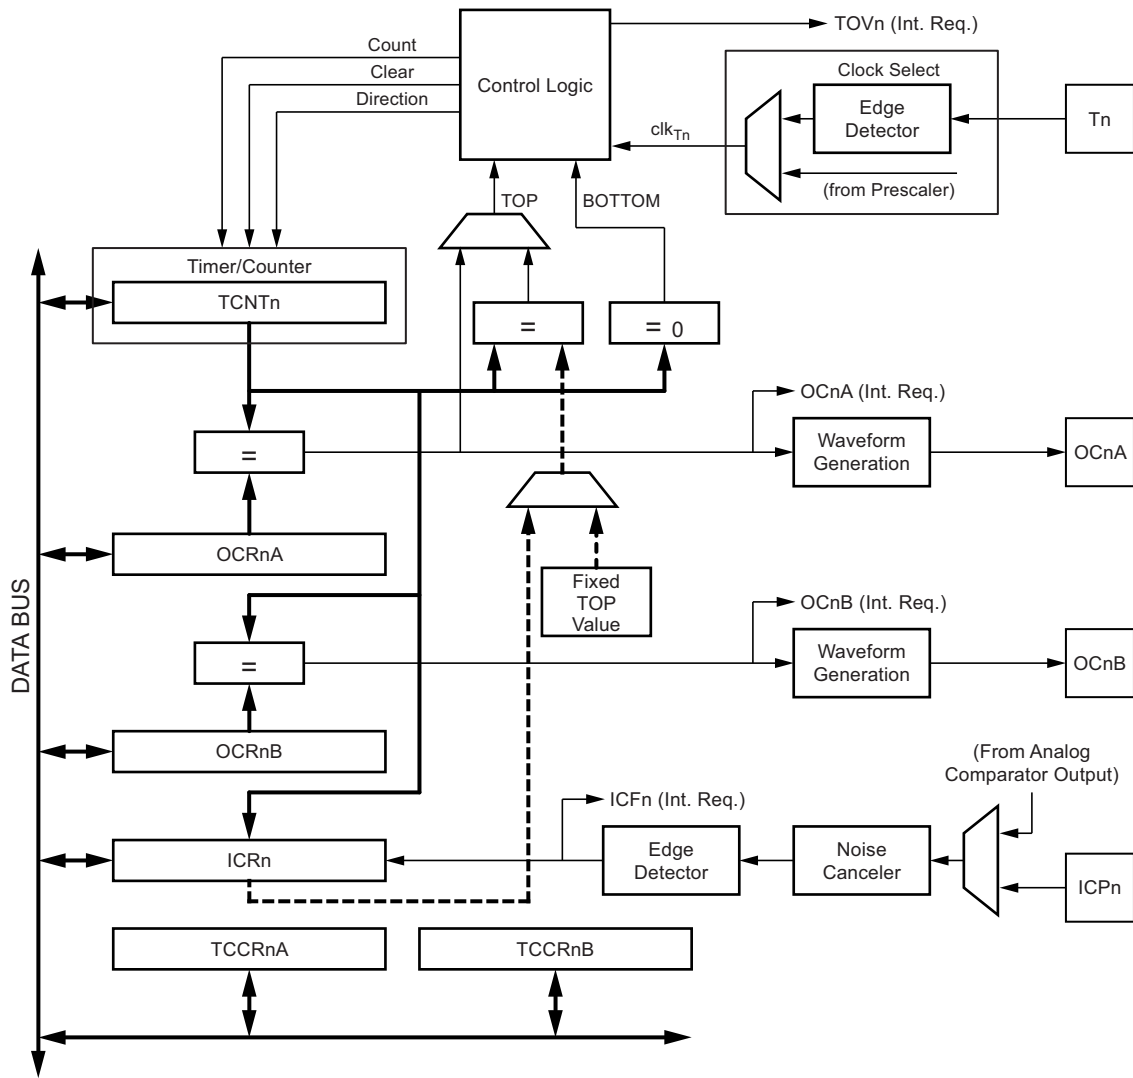 TOVn (Int. Req.)
Count
Clear
Direction
Control Logic
Clock Select
Edge
Detector
Tn
clkTn
(from Prescaler)
TOP
BOTTOM
Timer/Counter
TCNTn
=
= 0
OCnA (Int. Req.)
=
Waveform
Generation
OCnA
OCRnA
Fixed
TOP
Value
DATA BUS
OCnB (Int. Req.)
=
Waveform
Generation
OCnB
OCRnB
(From Analog
Comparator Output)
ICFn (Int. Req.)
ICRn
Edge
Detector
Noise
Canceler
ICPn
TCCRnA
TCCRnB